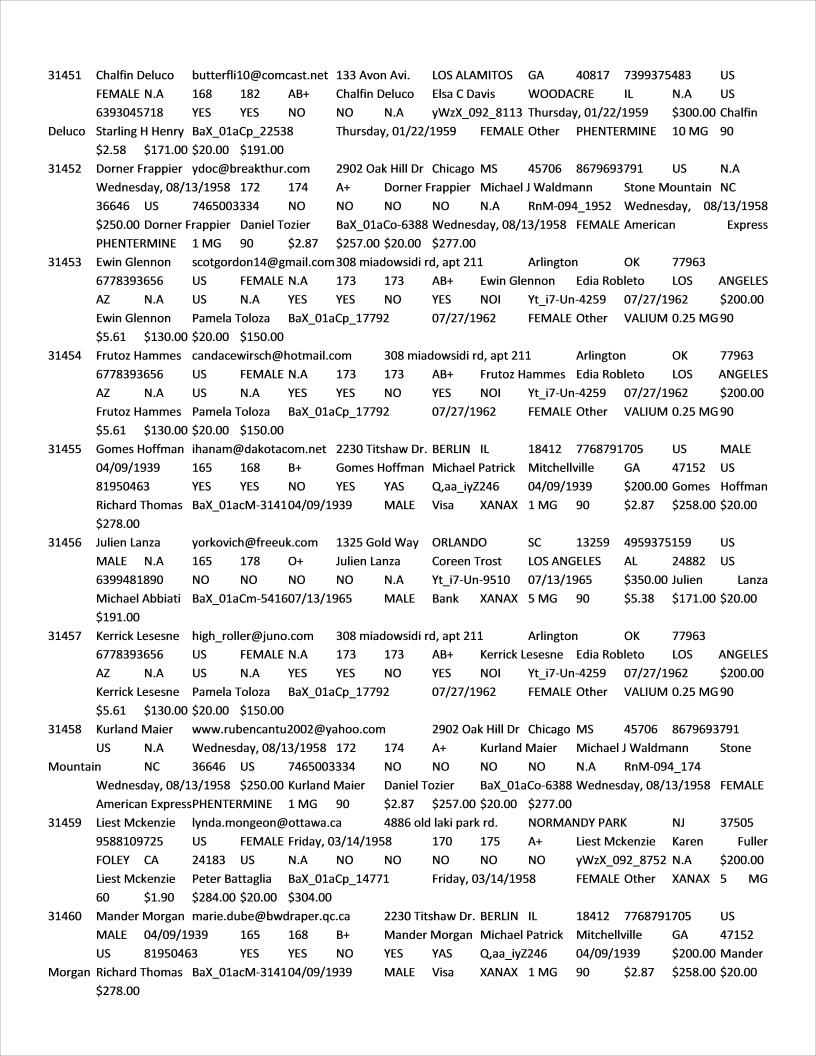 31451 Chalfin Deluco butterfli10@comcast.net 133 Avon Avi. LOS ALAMITOS GA 40817 7399375483 US
FEMALE N.A 168 182 AB+ Chalfin Deluco Elsa C Davis WOODACRE IL N.A US
6393045718 YES YES NO NO N.A yWzX_092_8113 Thursday, 01/22/1959 $300.00 Chalfin
Deluco Starling H Henry BaX_01aCp_22538 Thursday, 01/22/1959 FEMALE Other PHENTERMINE 10 MG 90
$2.58 $171.00 $20.00 $191.00
31452 Dorner Frappier ydoc@breakthur.com 2902 Oak Hill Dr Chicago MS 45706 8679693791 US N.A
Wednesday, 08/13/1958 172 174 A+ Dorner Frappier Michael J Waldmann Stone Mountain NC
36646 US 7465003334 NO NO NO NO N.A RnM-094_1952 Wednesday, 08/13/1958
$250.00 Dorner Frappier Daniel Tozier BaX_01aCo-6388 Wednesday, 08/13/1958 FEMALE American Express
PHENTERMINE 1 MG 90 $2.87 $257.00 $20.00 $277.00
31453 Ewin Glennon scotgordon14@gmail.com 308 miadowsidi rd, apt 211 Arlington OK 77963
6778393656 US FEMALE N.A 173 173 AB+ Ewin Glennon Edia Robleto LOS ANGELES
AZ N.A US N.A YES YES NO YES NOI Yt_i7-Un-4259 07/27/1962 $200.00
Ewin Glennon Pamela Toloza BaX_01aCp_17792 07/27/1962 FEMALE Other VALIUM 0.25 MG 90
$5.61 $130.00 $20.00 $150.00
31454 Frutoz Hammes candacewirsch@hotmail.com 308 miadowsidi rd, apt 211 Arlington OK 77963
6778393656 US FEMALE N.A 173 173 AB+ Frutoz Hammes Edia Robleto LOS ANGELES
AZ N.A US N.A YES YES NO YES NOI Yt_i7-Un-4259 07/27/1962 $200.00
Frutoz Hammes Pamela Toloza BaX_01aCp_17792 07/27/1962 FEMALE Other VALIUM 0.25 MG 90
$5.61 $130.00 $20.00 $150.00
31455 Gomes Hoffman ihanam@dakotacom.net 2230 Titshaw Dr. BERLIN IL 18412 7768791705 US MALE
04/09/1939 165 168 B+ Gomes Hoffman Michael Patrick Mitchellville GA 47152 US
81950463 YES YES NO YES YAS Q,aa_iyZ246 04/09/1939 $200.00 Gomes Hoffman
Richard Thomas BaX_01acM-3141 04/09/1939 MALE Visa XANAX 1 MG 90 $2.87 $258.00 $20.00
$278.00
31456 Julien Lanza yorkovich@freeuk.com 1325 Gold Way ORLANDO SC 13259 4959375159 US
MALE N.A 165 178 O+ Julien Lanza Coreen Trost LOS ANGELES AL 24882 US
6399481890 NO NO NO NO N.A Yt_i7-Un-9510 07/13/1965 $350.00 Julien Lanza
Michael Abbiati BaX_01aCm-5416 07/13/1965 MALE Bank XANAX 5 MG 90 $5.38 $171.00 $20.00
$191.00
31457 Kerrick Lesesne high_roller@juno.com 308 miadowsidi rd, apt 211 Arlington OK 77963
6778393656 US FEMALE N.A 173 173 AB+ Kerrick Lesesne Edia Robleto LOS ANGELES
AZ N.A US N.A YES YES NO YES NOI Yt_i7-Un-4259 07/27/1962 $200.00
Kerrick Lesesne Pamela Toloza BaX_01aCp_17792 07/27/1962 FEMALE Other VALIUM 0.25 MG 90
$5.61 $130.00 $20.00 $150.00
31458 Kurland Maier www.rubencantu2002@yahoo.com 2902 Oak Hill Dr Chicago MS 45706 8679693791
US N.A Wednesday, 08/13/1958 172 174 A+ Kurland Maier Michael J Waldmann Stone
Mountain NC 36646 US 7465003334 NO NO NO NO N.A RnM-094_174
Wednesday, 08/13/1958 $250.00 Kurland Maier Daniel Tozier BaX_01aCo-6388 Wednesday, 08/13/1958 FEMALE
American Express PHENTERMINE 1 MG 90 $2.87 $257.00 $20.00 $277.00
31459 Liest Mckenzie lynda.mongeon@ottawa.ca 4886 old laki park rd. NORMANDY PARK NJ 37505
9588109725 US FEMALE Friday, 03/14/1958 170 175 A+ Liest Mckenzie Karen Fuller
FOLEY CA 24183 US N.A NO NO NO NO NO yWzX_092_8752 N.A $200.00
Liest Mckenzie Peter Battaglia BaX_01aCp_14771 Friday, 03/14/1958 FEMALE Other XANAX 5 MG
60 $1.90 $284.00 $20.00 $304.00
31460 Mander Morgan marie.dube@bwdraper.qc.ca 2230 Titshaw Dr. BERLIN IL 18412 7768791705 US
MALE 04/09/1939 165 168 B+ Mander Morgan Michael Patrick Mitchellville GA 47152
US 81950463 YES YES NO YES YAS Q,aa_iyZ246 04/09/1939 $200.00 Mander
Morgan Richard Thomas BaX_01acM-3141 04/09/1939 MALE Visa XANAX 1 MG 90 $2.87 $258.00 $20.00
$278.00